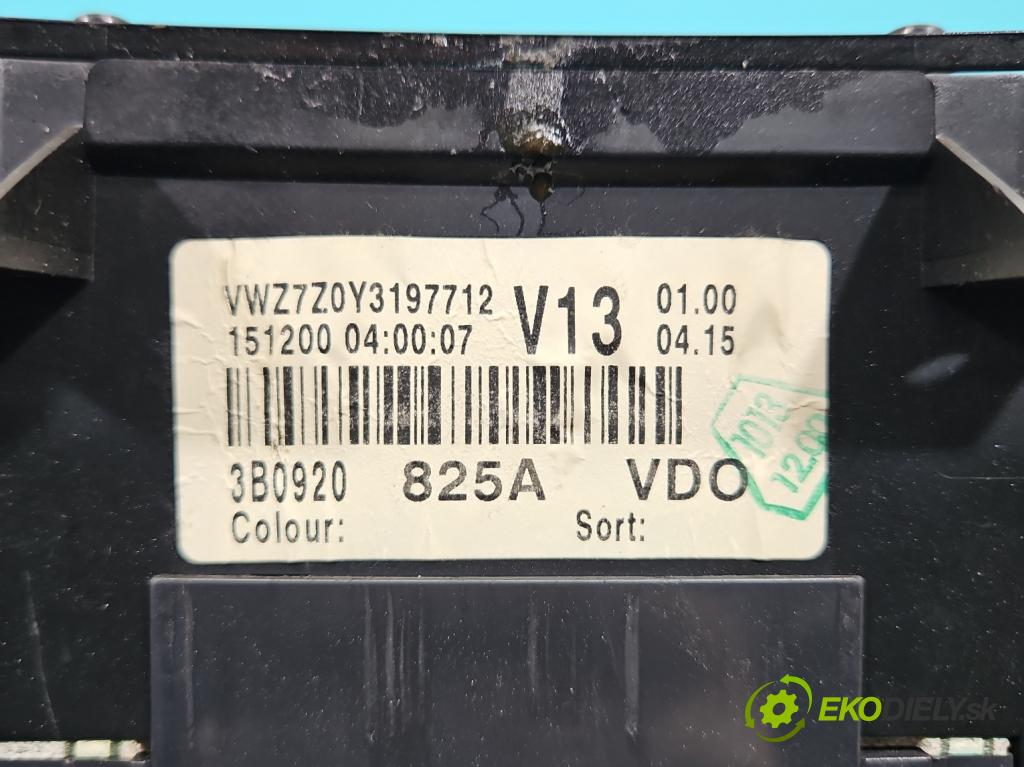 VWZ7Z0Y3197712 V13 01.00
151200 04:00:07 04.15
1013
12.00
3B0920 825A VDO
Colour: Sort:
EKODIELY.sk